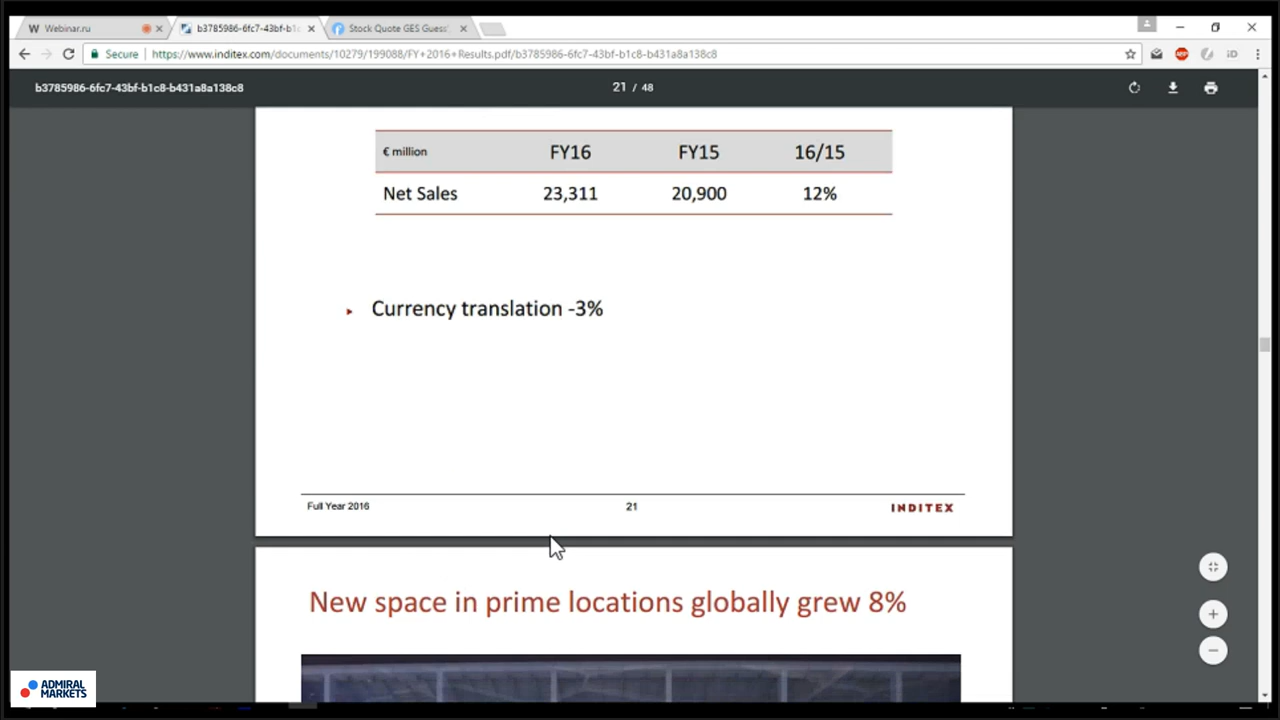 Webinar.ru
b3785986-6fc7-43bf-b1c
Stock Quote GES Guess
Secure
https://www.inditex.com/documents/10279/199088/FY+2016+Results.pdf/b3785986-6fc7-43bf-b1c8-b431a8a138c8
b3785986-6fc7-43bf-b1c8-b431a8a138c8
21 / 48
€ million FY16 FY15 16/15
Net Sales 23,311 20,900 12%
Currency translation -3%
Full Year 2016
21
INDITEX
New space in prime locations globally grew 8%
ADMIRAL
MARKETS